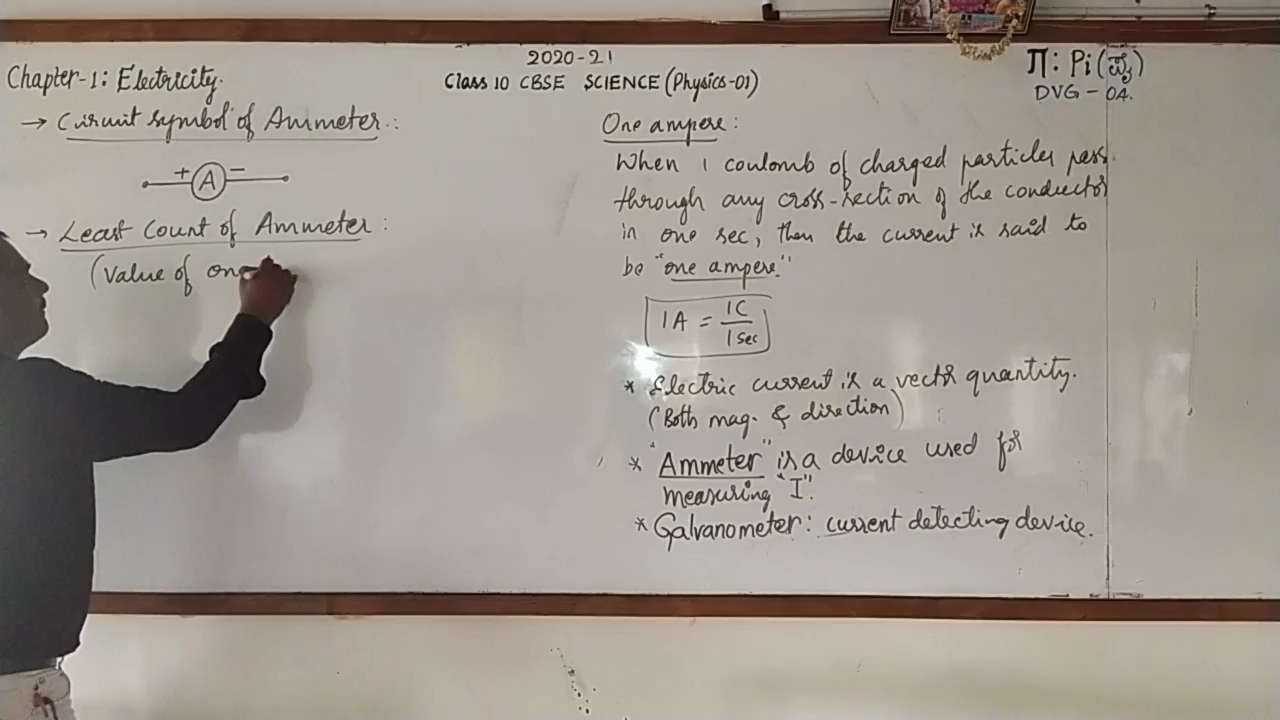 2020-21
Class 10 CBSE SCIENCE (Physics-01)
∏: Pi (ಪೈ)
DVG - 04.
Chapter-1: Electricity.
→ Circuit symbol of Ammeter:
+ A -
→ Least Count of Ammeter:
(Value of one
One ampere:
When 1 coulomb of charged particles pass
through any cross-section of the conductor
in one sec, then the current is said to
be "one ampere."
1A = 1C / 1sec
* Electric current is a vector quantity.
(Both mag. & direction)
* "Ammeter" is a device used for
measuring "I".
* Galvanometer: current detecting device.